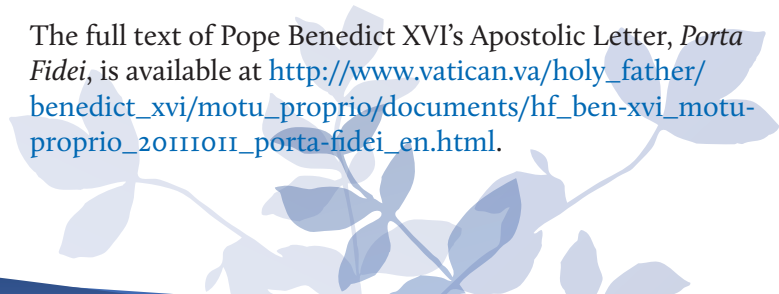 The full text of Pope Benedict XVI’s Apostolic Letter, Porta
Fidei, is available at http://www.vatican.va/holy_father/
benedict_xvi/motu_proprio/documents/hf_ben-xvi_motu-
proprio_20111011_porta-fidei_en.html.